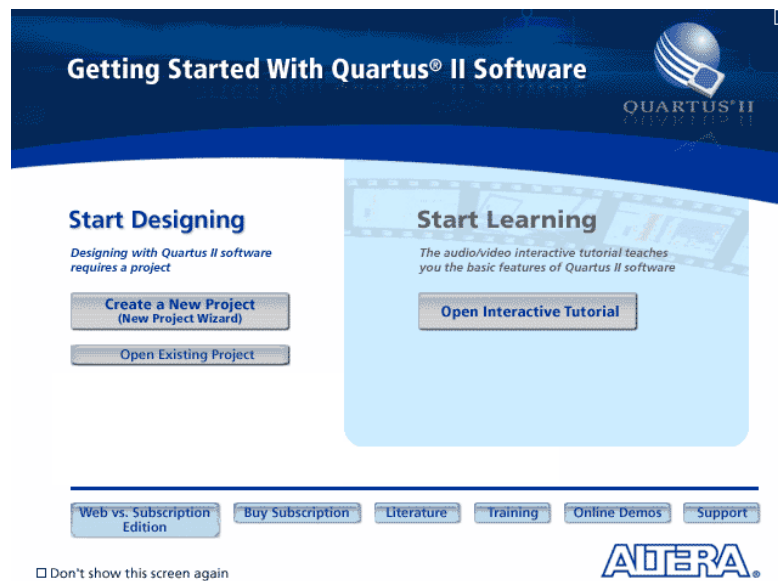 Getting Started With Quartus® II Software
QUARTUS® II
Start Designing
Designing with Quartus II software
requires a project
Create a New Project
(New Project Wizard)
Open Existing Project
Start Learning
The audio/video interactive tutorial teaches
you the basic features of Quartus II software
Open Interactive Tutorial
Web vs. Subscription
Edition
Buy Subscription
Literature
Training
Online Demos
Support
Don't show this screen again
ALTERA®